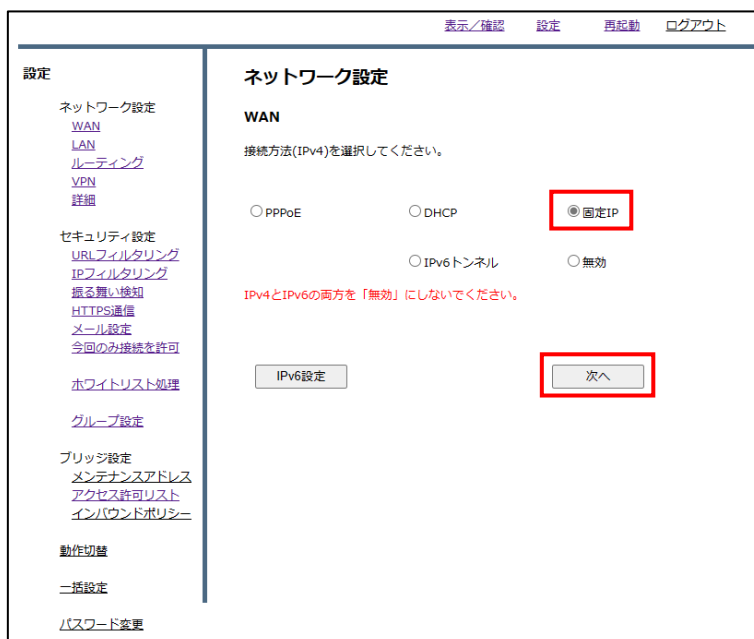 表示／確認 設定 再起動 ログアウト
設定
ネットワーク設定
WAN
LAN
ルーティング
VPN
詳細
セキュリティ設定
URLフィルタリング
IPフィルタリング
振る舞い検知
HTTPS通信
メール設定
今回のみ接続を許可
ホワイトリスト処理
グループ設定
ブリッジ設定
メンテナンスアドレス
アクセス許可リスト
インバウンドポリシー
動作切替
一括設定
パスワード変更
ネットワーク設定
WAN
接続方法(IPv4)を選択してください。
PPPoE DHCP 固定IP
IPv6トンネル 無効
IPv4とIPv6の両方を「無効」にしないでください。
IPv6設定 次へ